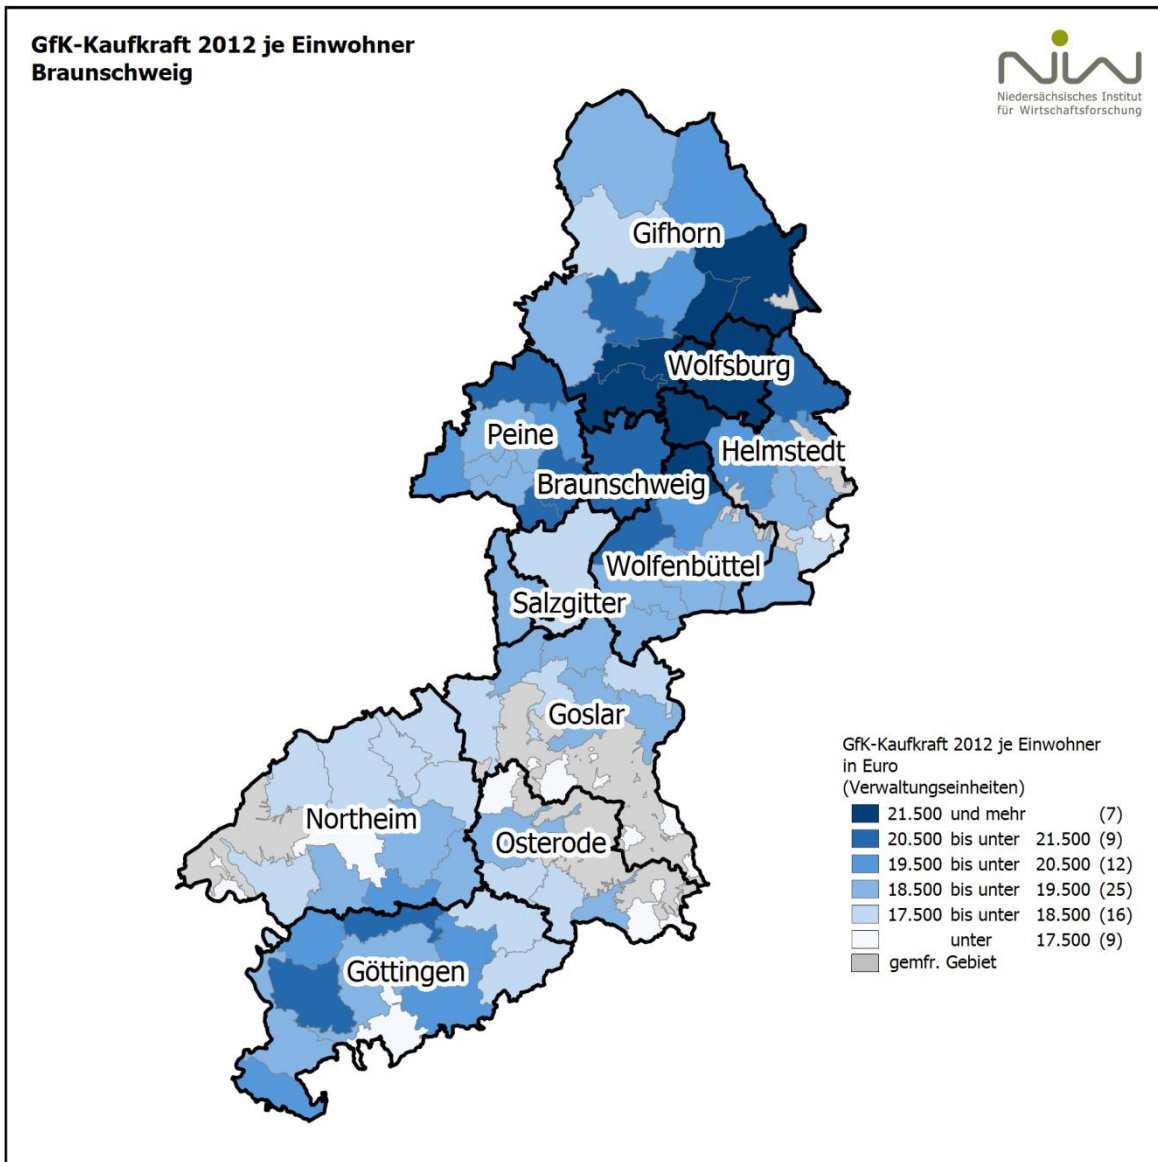 GfK-Kaufkraft 2012 je Einwohner
Braunschweig
NIW
Niedersächsisches Institut
für Wirtschaftsforschung
Gifhorn
Wolfsburg
Peine
Helmstedt
Braunschweig
Wolfenbüttel
Salzgitter
Goslar
Northeim
Osterode
Göttingen
GfK-Kaufkraft 2012 je Einwohner
in Euro
(Verwaltungseinheiten)
21.500 und mehr (7)
20.500 bis unter 21.500 (9)
19.500 bis unter 20.500 (12)
18.500 bis unter 19.500 (25)
17.500 bis unter 18.500 (16)
unter 17.500 (9)
gemfr. Gebiet